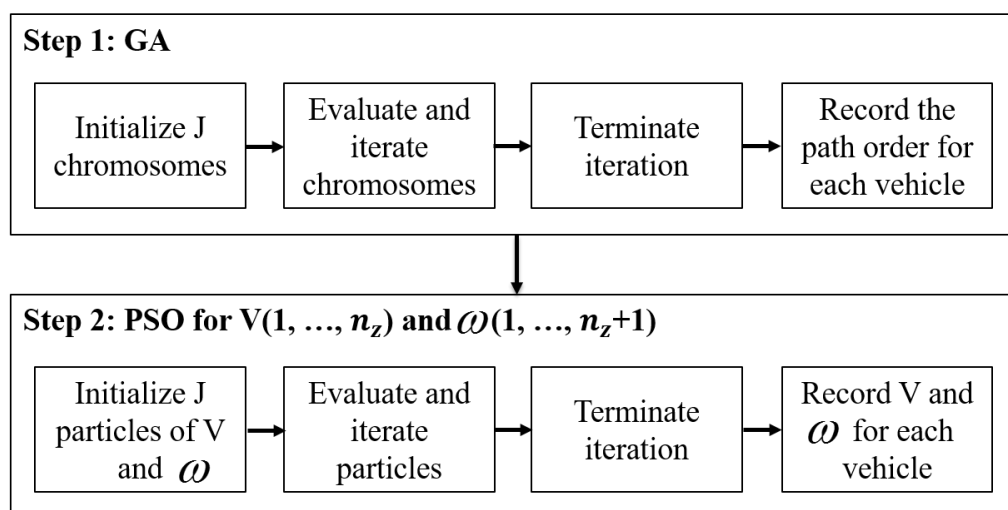 Step 1: GA
Initialize J
chromosomes
Evaluate and
iterate
chromosomes
Terminate
iteration
Record the
path order for
each vehicle
Step 2: PSO for V(1, …, n_z) and ω(1, …, n_z+1)
Initialize J
particles of V
and ω
Evaluate and
iterate
particles
Terminate
iteration
Record V and
ω for each
vehicle